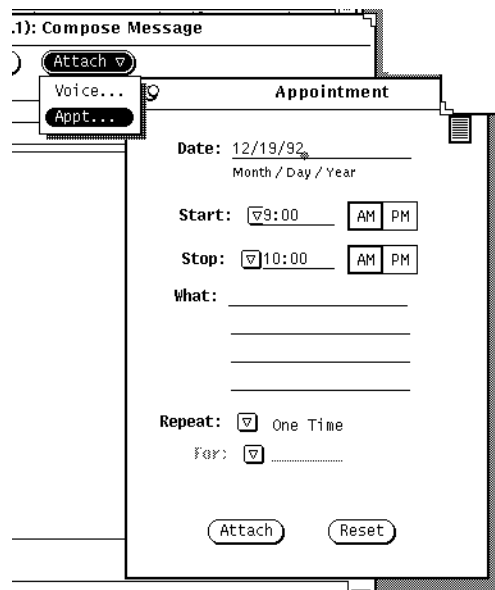 .1): Compose Message
Attach
Voice...
Appt...
Appointment
Date: 12/19/92
Month / Day / Year
Start: 9:00 AM PM
Stop: 10:00 AM PM
What:
Repeat: One Time
For:
Attach Reset